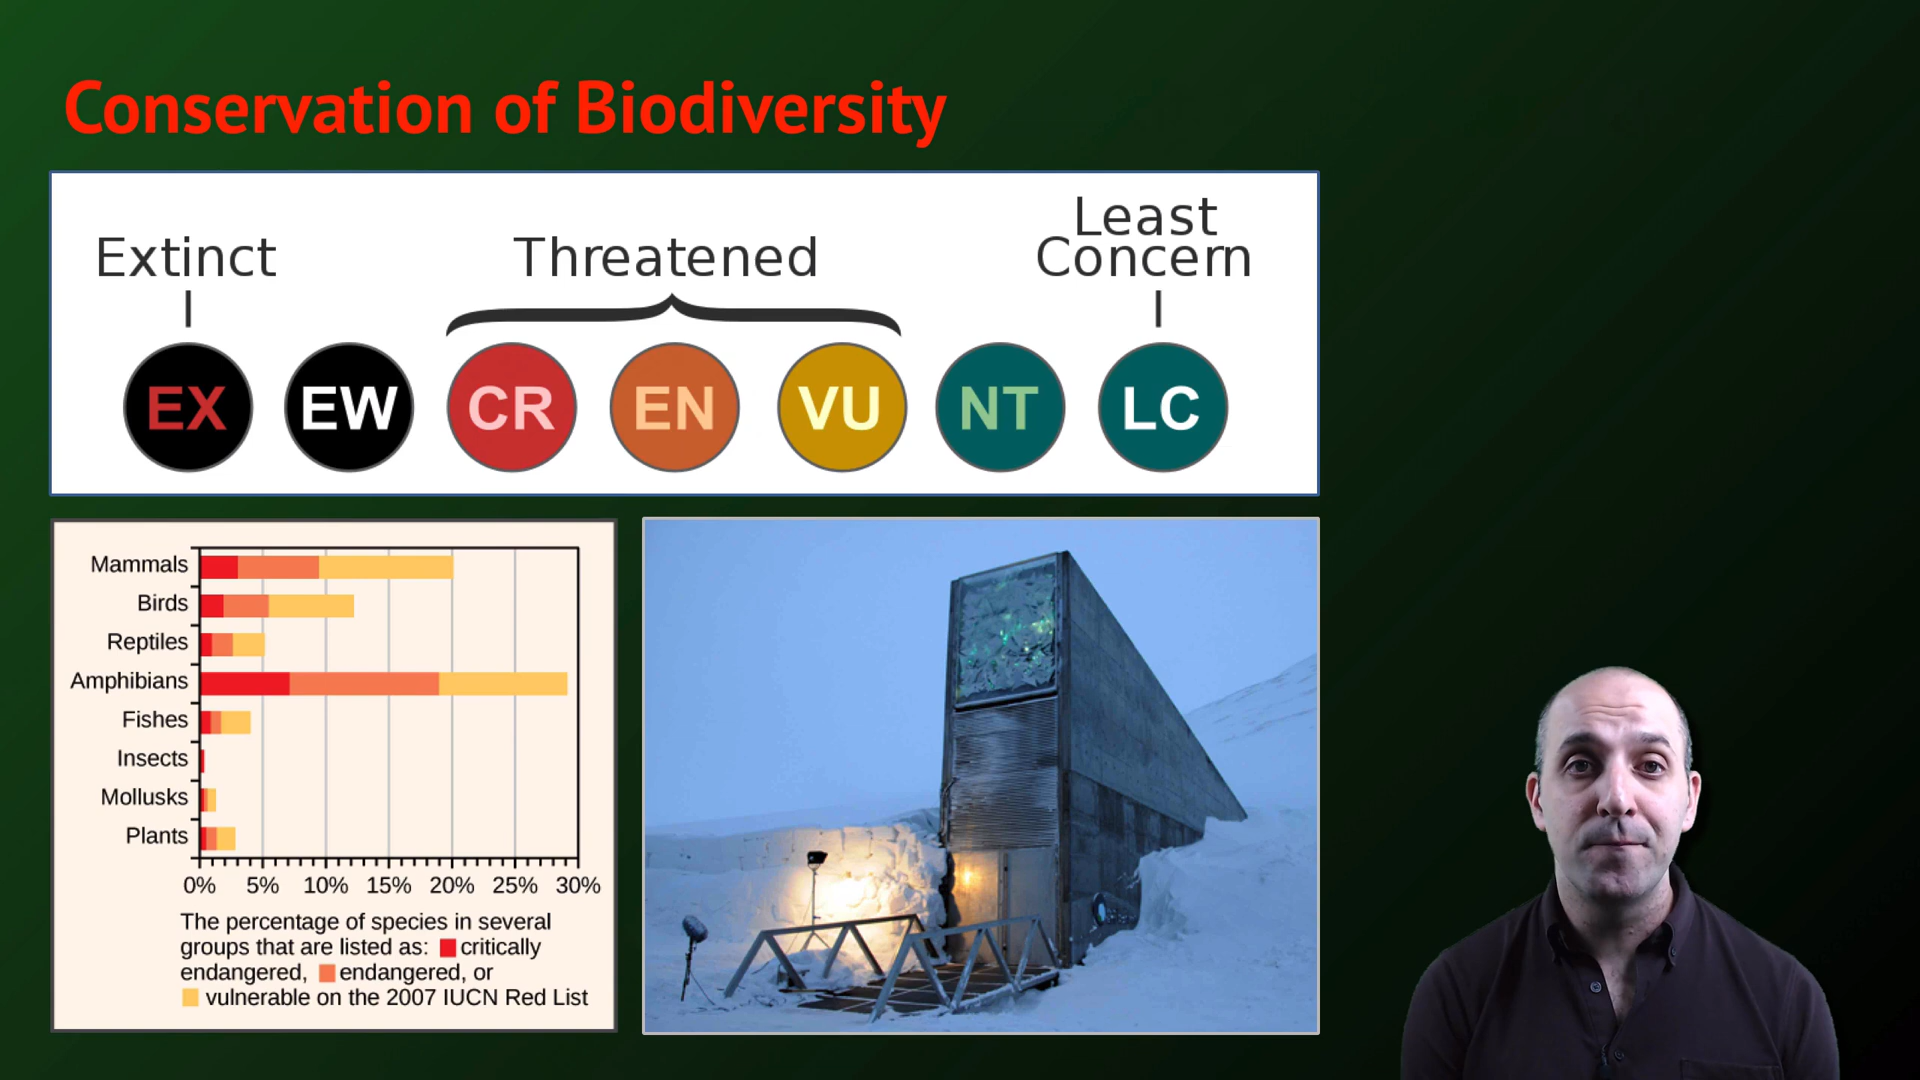 Conservation of Biodiversity
Extinct
Threatened
Least
Concern
EX EW CR EN VU NT LC
Mammals
Birds
Reptiles
Amphibians
Fishes
Insects
Mollusks
Plants
0% 5% 10% 15% 20% 25% 30%
The percentage of species in several
groups that are listed as: critically
endangered, endangered, or
vulnerable on the 2007 IUCN Red List